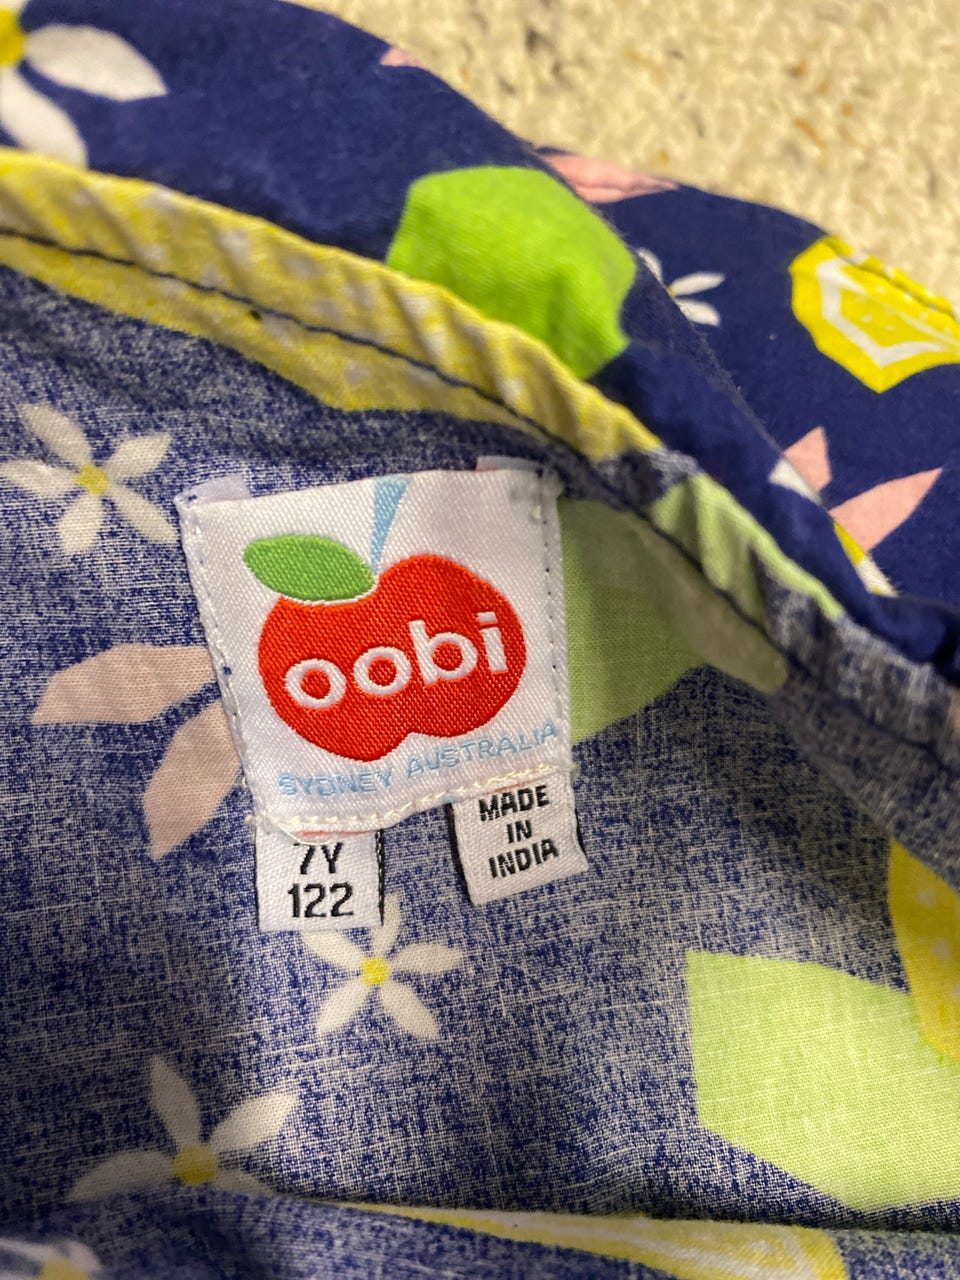 oobi
SYDNEY AUSTRALIA
7Y
122
MADE
IN
INDIA